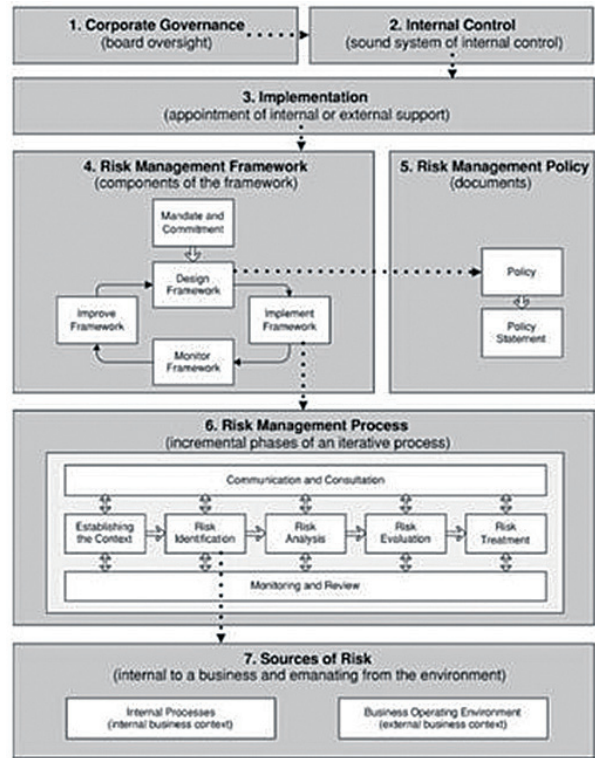 1. Corporate Governance
(board oversight)
2. Internal Control
(sound system of internal control)
3. Implementation
(appointment of internal or external support)
4. Risk Management Framework
(components of the framework)
Mandate and
Commitment
Design
Framework
Improve
Framework
Implement
Framework
Monitor
Framework
5. Risk Management Policy
(documents)
Policy
Policy
Statement
6. Risk Management Process
(incremental phases of an iterative process)
Communication and Consultation
Establishing
the Context
Risk
Identification
Risk
Analysis
Risk
Evaluation
Risk
Treatment
Monitoring and Review
7. Sources of Risk
(internal to a business and emanating from the environment)
Internal Processes
(internal business context)
Business Operating Environment
(external business context)